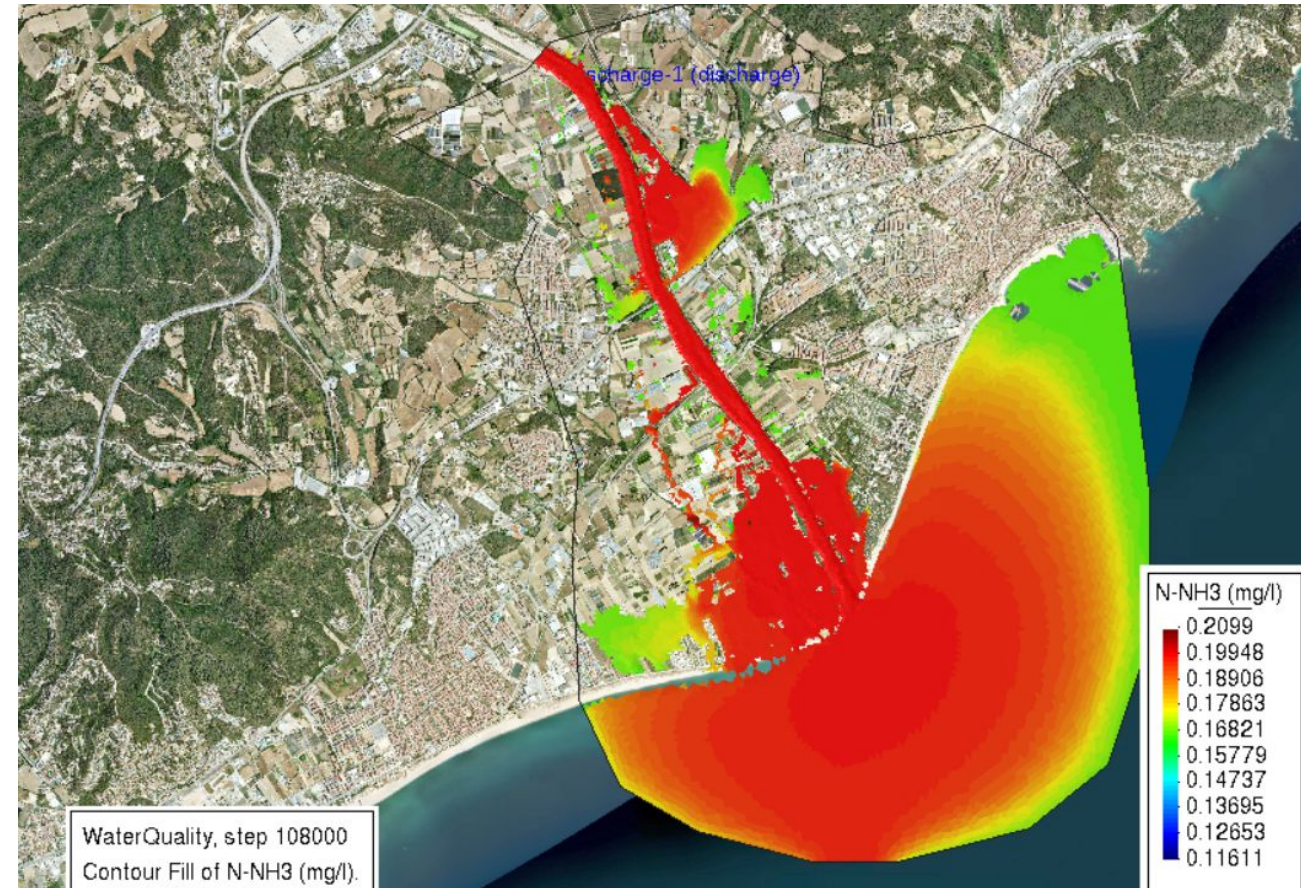 scharge-1 (discharge)
N-NH3 (mg/l)
0.2099
0.19948
0.18906
0.17863
0.16821
0.15779
0.14737
0.13695
0.12653
0.11611
WaterQuality, step 108000
Contour Fill of N-NH3 (mg/l).